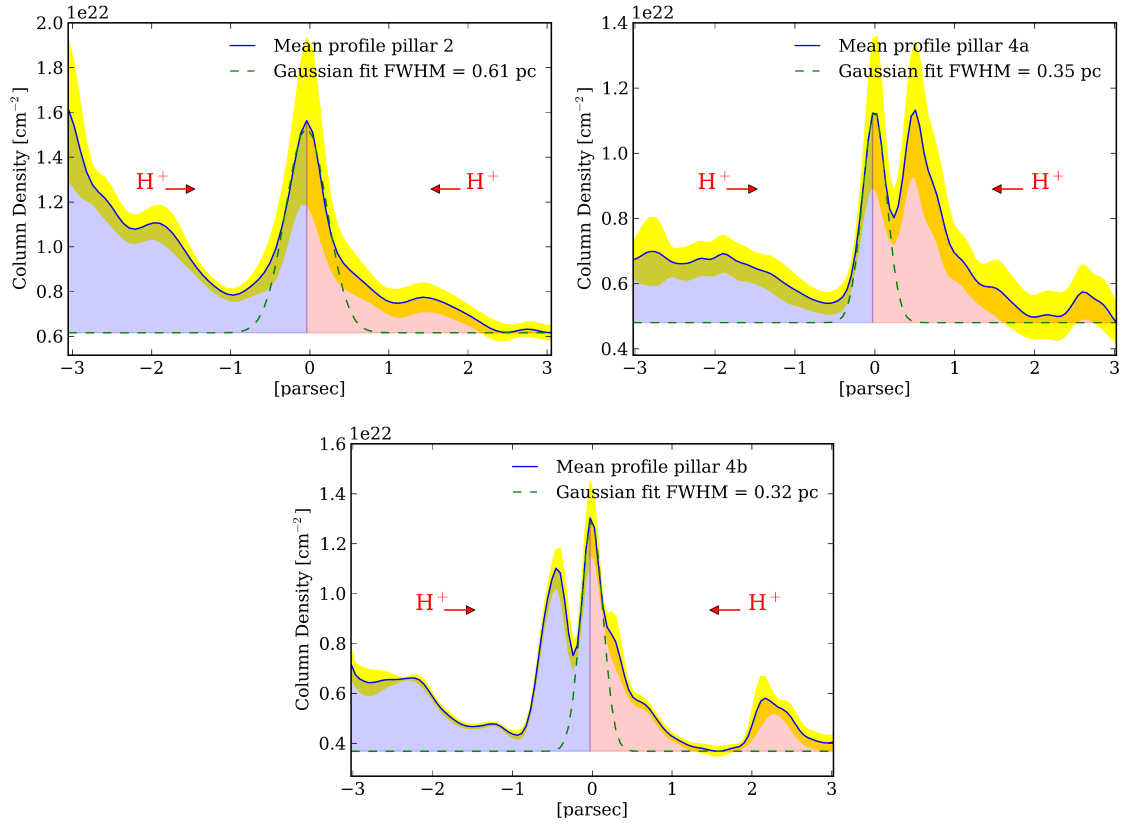 1e22
Mean profile pillar 2
Gaussian fit FWHM = 0.61 pc
H⁺
H⁺
Column Density [cm⁻²]
2.0
1.8
1.6
1.4
1.2
1.0
0.8
0.6
−3 −2 −1 0 1 2 3
[parsec]
1e22
Mean profile pillar 4a
Gaussian fit FWHM = 0.35 pc
H⁺
H⁺
Column Density [cm⁻²]
1.4
1.2
1.0
0.8
0.6
0.4
−3 −2 −1 0 1 2 3
[parsec]
1e22
Mean profile pillar 4b
Gaussian fit FWHM = 0.32 pc
H⁺
H⁺
Column Density [cm⁻²]
1.6
1.4
1.2
1.0
0.8
0.6
0.4
−3 −2 −1 0 1 2 3
[parsec]